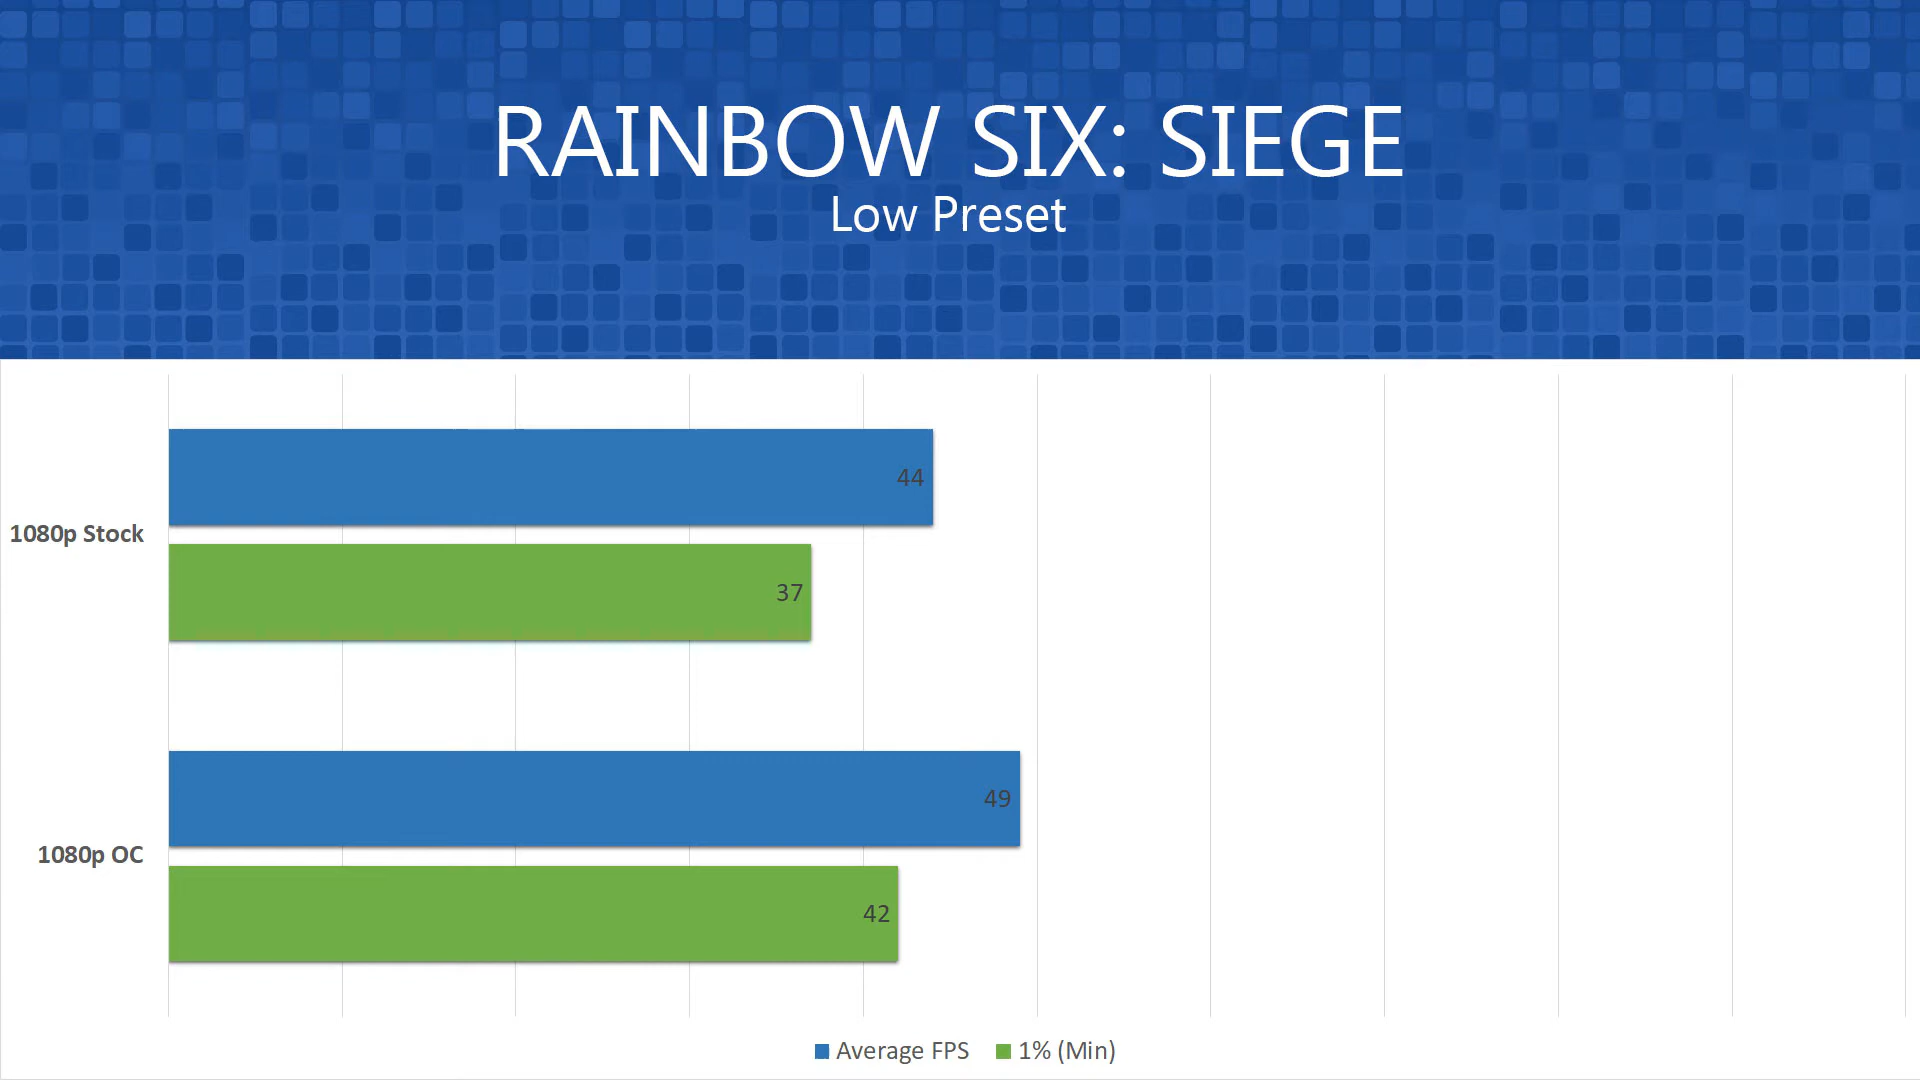 RAINBOW SIX: SIEGE
Low Preset
1080p Stock
44
37
1080p OC
49
42
Average FPS
1% (Min)